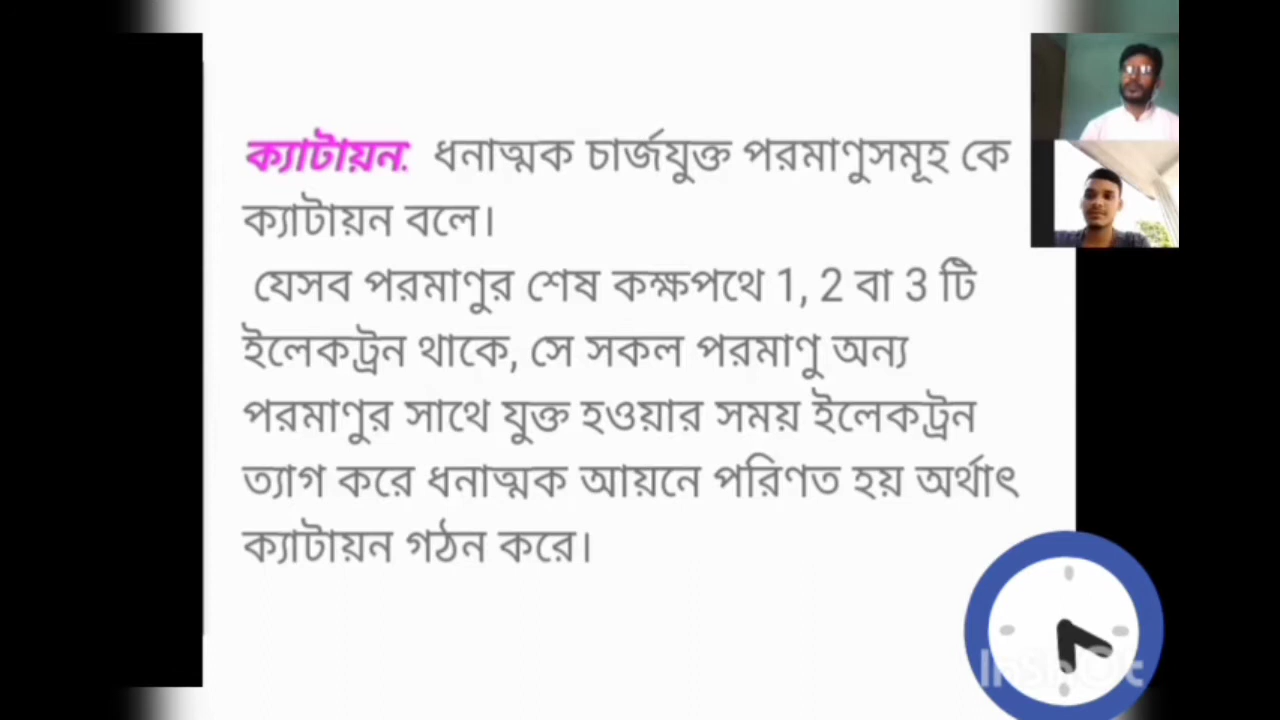 ক্যাটায়ন: ধনাত্মক চার্জযুক্ত পরমাণুসমূহ কে
ক্যাটায়ন বলে।
যেসব পরমাণুর শেষ কক্ষপথে 1, 2 বা 3 টি
ইলেকট্রন থাকে, সে সকল পরমাণু অন্য
পরমাণুর সাথে যুক্ত হওয়ার সময় ইলেকট্রন
ত্যাগ করে ধনাত্মক আয়নে পরিণত হয় অর্থাৎ
ক্যাটায়ন গঠন করে।
InShOt